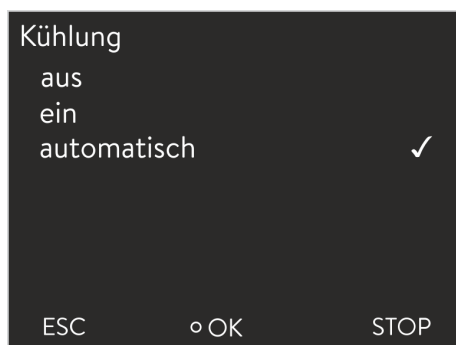 Kühlung
aus
ein
automatisch ✓
ESC OK STOP